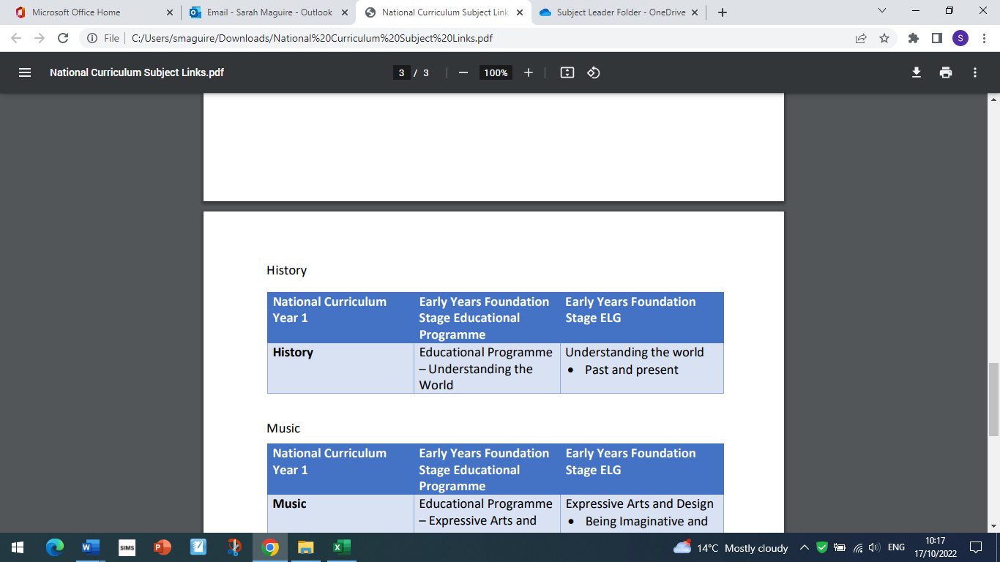 Microsoft Office Home
Email - Sarah Maguire - Outlook
National Curriculum Subject Link
Subject Leader Folder - OneDrive
File
C:/Users/smaguire/Downloads/National%20Curriculum%20Subject%20Links.pdf
S
National Curriculum Subject Links.pdf
3 / 3
100%
History
National Curriculum Year 1
Early Years Foundation Stage Educational Programme
Early Years Foundation Stage ELG
History
Educational Programme – Understanding the World
Understanding the world
• Past and present
Music
National Curriculum Year 1
Early Years Foundation Stage Educational Programme
Early Years Foundation Stage ELG
Music
Educational Programme – Expressive Arts and
Expressive Arts and Design
• Being Imaginative and
SIMS
14°C Mostly cloudy
ENG
10:17
17/10/2022